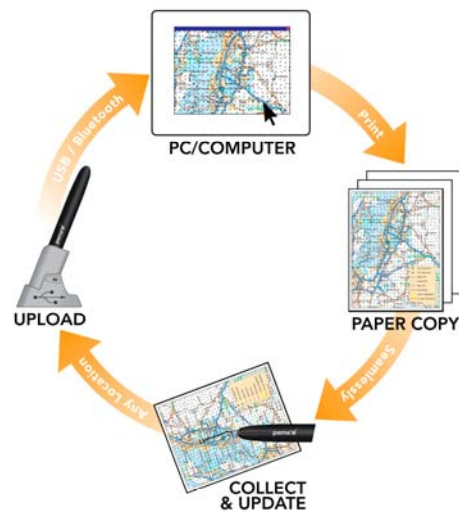 PC/COMPUTER
Print
PAPER COPY
Seamlessly
COLLECT
& UPDATE
Any Location
UPLOAD
USB / Bluetooth